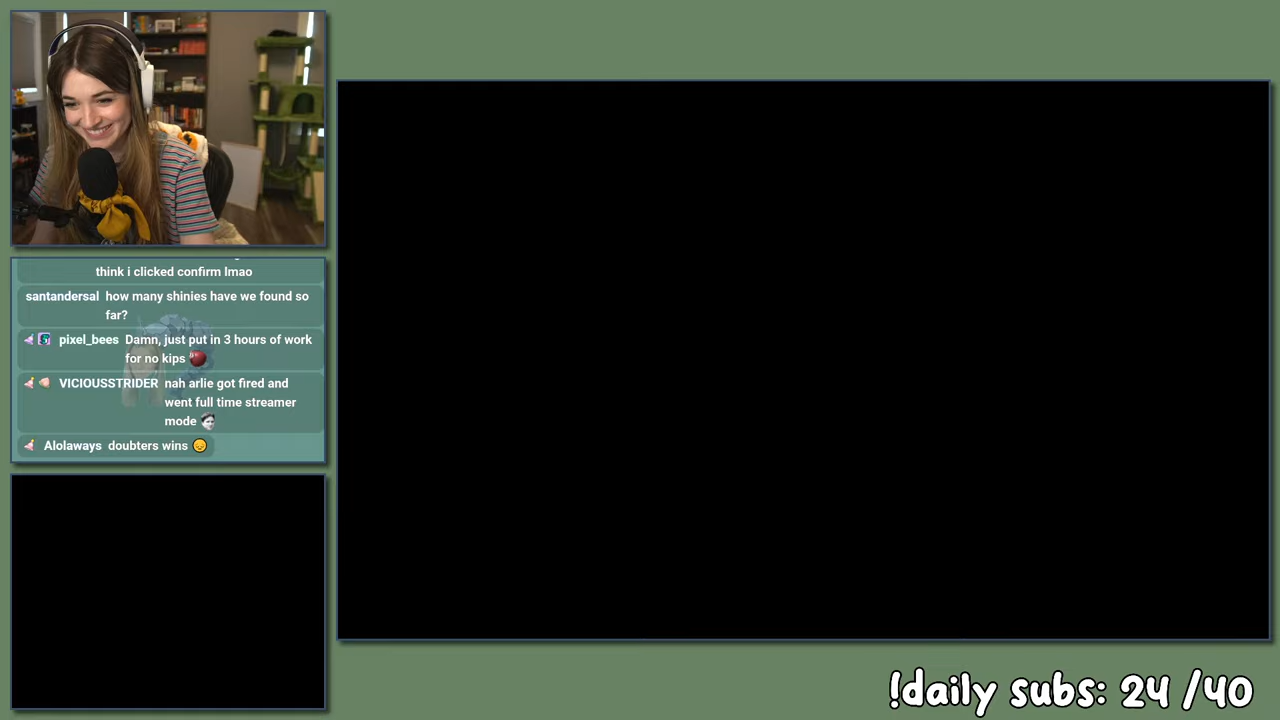 think i clicked confirm lmao
santandersal how many shinies have we found so
far?
pixel_bees Damn, just put in 3 hours of work
for no kips
VICIOUSSTRIDER nah arlie got fired and
went full time streamer
mode
Alolaways doubters wins
!daily subs: 24 /40